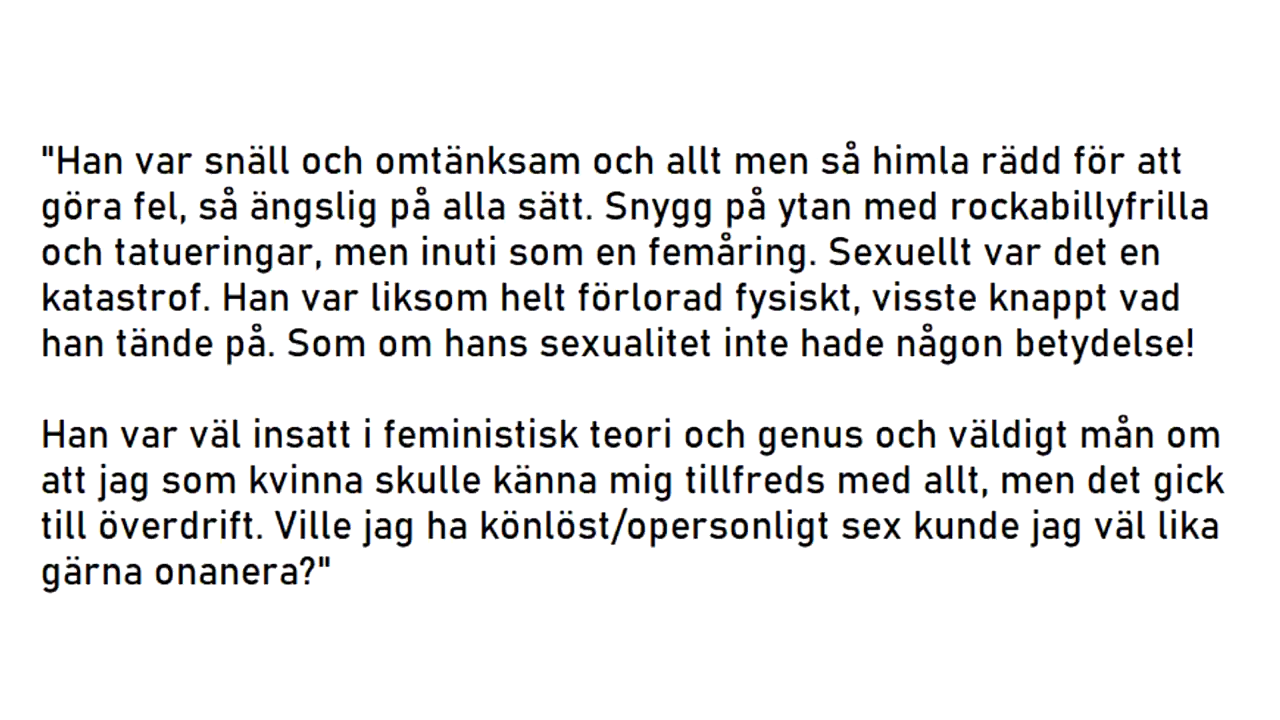 "Han var snäll och omtänksam och allt men så himla rädd för att
göra fel, så ängslig på alla sätt. Snygg på ytan med rockabillyfrilla
och tatueringar, men inuti som en femåring. Sexuellt var det en
katastrof. Han var liksom helt förlorad fysiskt, visste knappt vad
han tände på. Som om hans sexualitet inte hade någon betydelse!

Han var väl insatt i feministisk teori och genus och väldigt mån om
att jag som kvinna skulle känna mig tillfreds med allt, men det gick
till överdrift. Ville jag ha könlöst/opersonligt sex kunde jag väl lika
gärna onanera?"